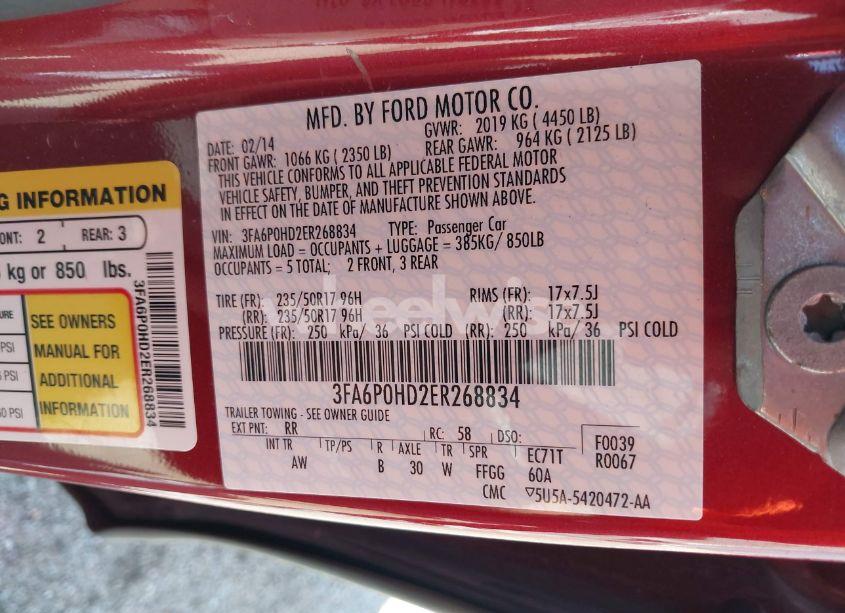 MFD. BY FORD MOTOR CO.
DATE: 02/14 GVWR: 2019 KG ( 4450 LB)
FRONT GAWR: 1066 KG ( 2350 LB) REAR GAWR: 964 KG ( 2125 LB)
THIS VEHICLE CONFORMS TO ALL APPLICABLE FEDERAL MOTOR
VEHICLE SAFETY, BUMPER, AND THEFT PREVENTION STANDARDS
IN EFFECT ON THE DATE OF MANUFACTURE SHOWN ABOVE.
VIN: 3FA6P0HD2ER268834 TYPE: Passenger Car
MAXIMUM LOAD = OCCUPANTS + LUGGAGE = 385KG/ 850LB
OCCUPANTS = 5 TOTAL; 2 FRONT, 3 REAR
TIRE (FR): 235/50R17 96H RIMS (FR): 17x7.5J
(RR): 235/50R17 96H (RR): 17x7.5J
PRESSURE (FR): 250 kPa/ 36 PSI COLD (RR): 250 kPa/ 36 PSI COLD
3FA6P0HD2ER268834
TRAILER TOWING - SEE OWNER GUIDE
EXT PNT: RR RC: 58 DSO: F0039
INT TR TP/PS R AXLE TR SPR EC71T R0067
AW B 30 W FFGG 60A
CMC ▽5U5A-5420472-AA
G INFORMATION
ONT: 2 REAR: 3
kg or 850 lbs.
SURE
PSI
PSI
60 PSI
SEE OWNERS
MANUAL FOR
ADDITIONAL
INFORMATION
3FA6P0HD2ER268834
wheelwis